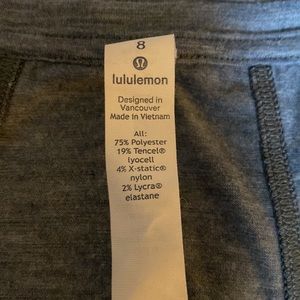 8
lululemon
Designed in
Vancouver
Made in Vietnam
All:
75% Polyester
19% Tencel®
lyocell
4% X-static®
nylon
2% Lycra®
elastane